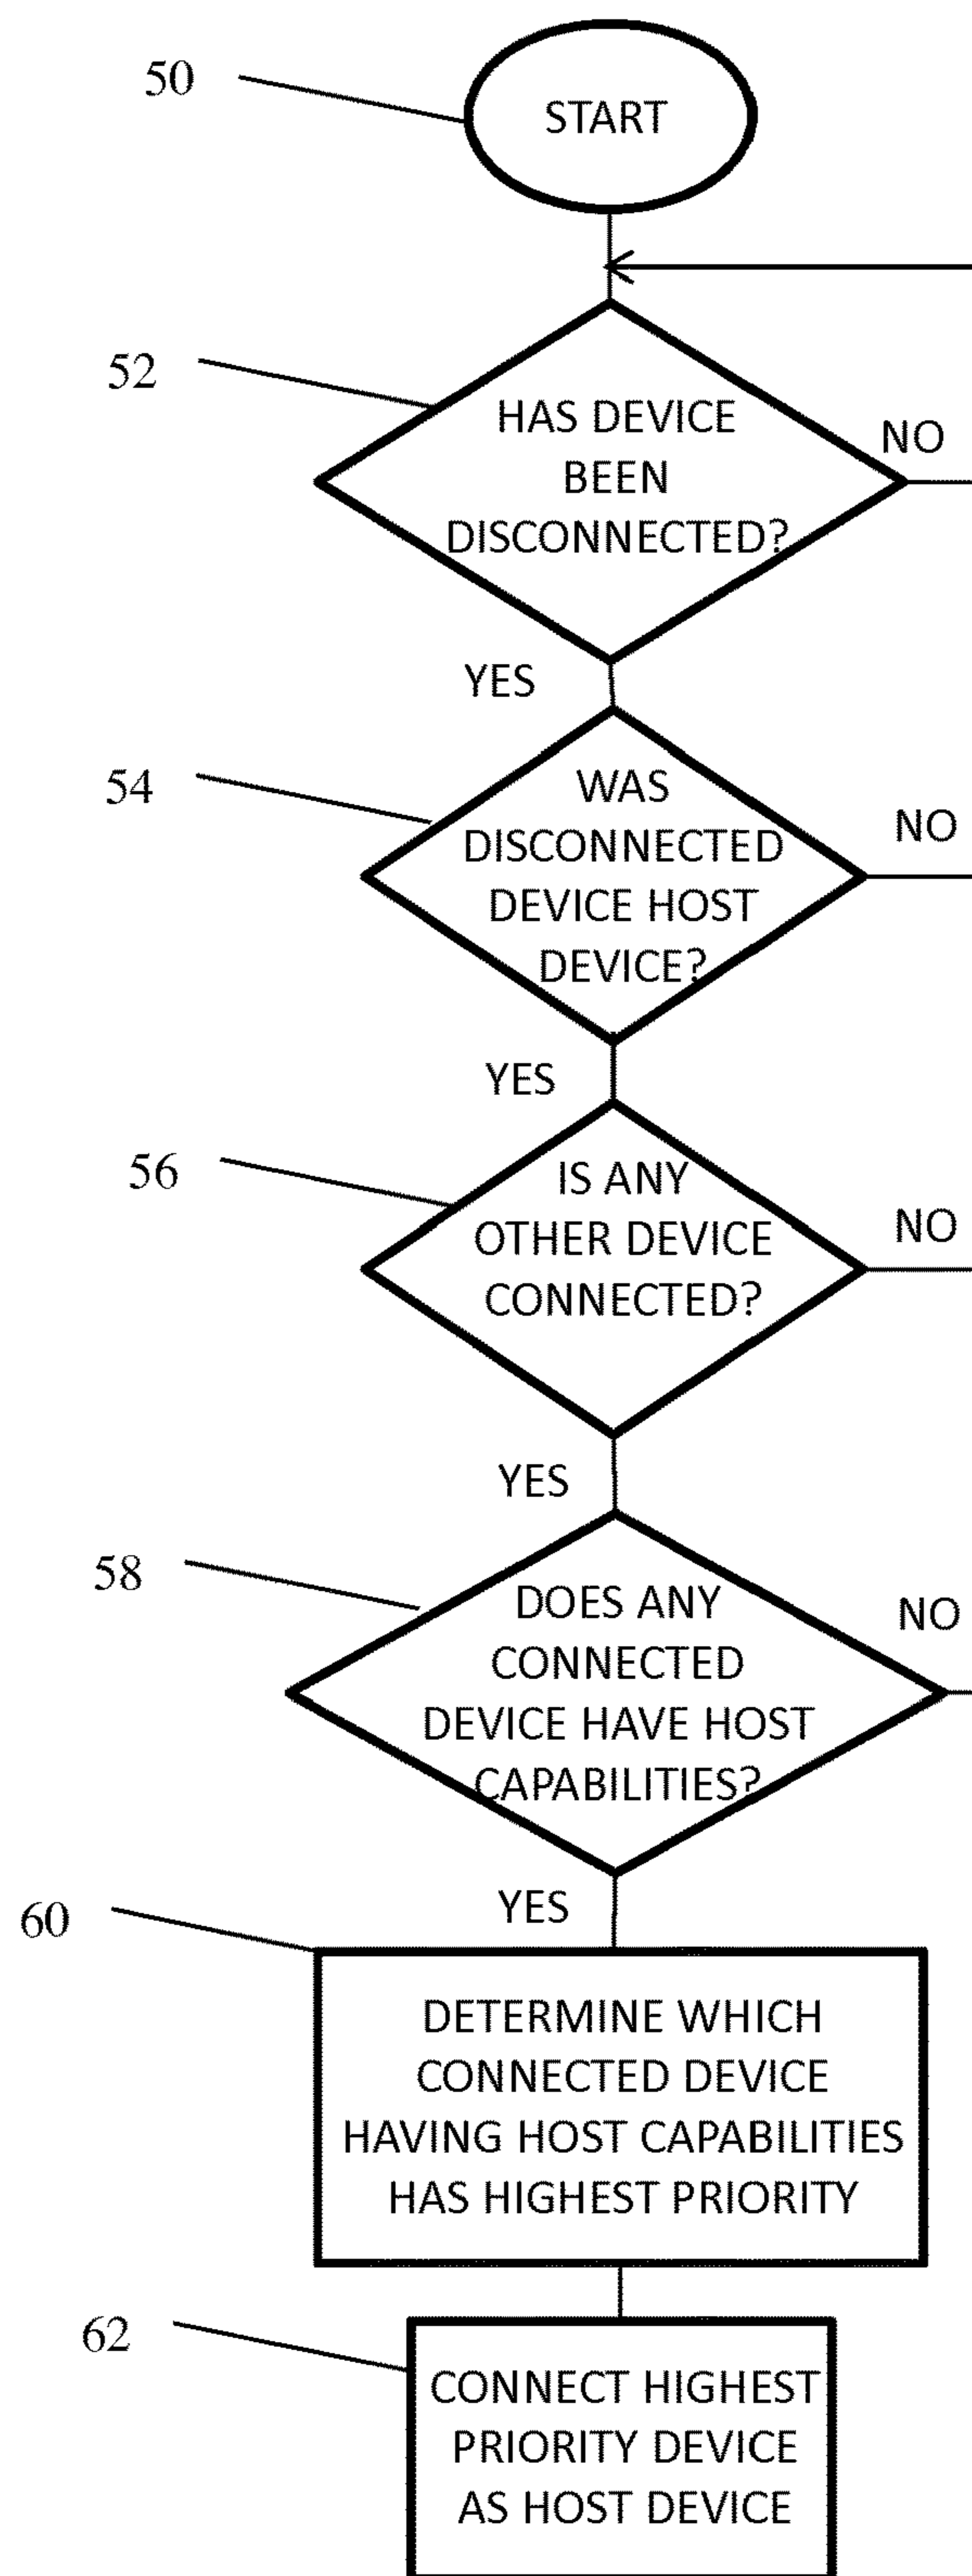 50
START
52
HAS DEVICE
BEEN
DISCONNECTED?
NO
YES
54
WAS
DISCONNECTED
DEVICE HOST
DEVICE?
NO
YES
56
IS ANY
OTHER DEVICE
CONNECTED?
NO
YES
58
DOES ANY
CONNECTED
DEVICE HAVE HOST
CAPABILITIES?
NO
YES
60
DETERMINE WHICH
CONNECTED DEVICE
HAVING HOST CAPABILITIES
HAS HIGHEST PRIORITY
62
CONNECT HIGHEST
PRIORITY DEVICE
AS HOST DEVICE